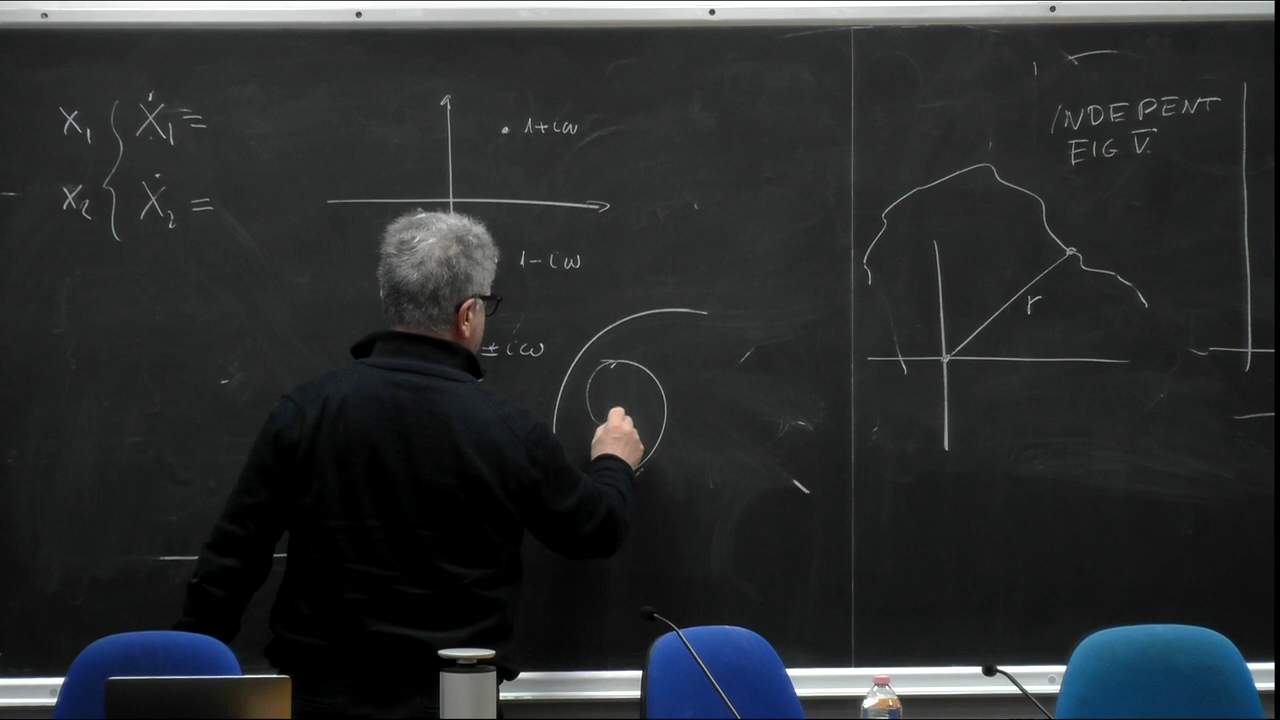 X₁ { Ẋ₁ =
X₂ { Ẋ₂ =
1+iω
1-iω
± iω
INDEPENT
EIG V.
r